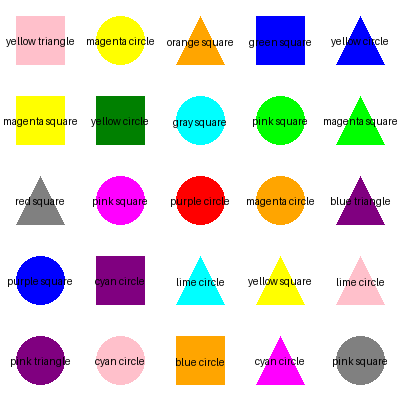 yellow triangle magenta circle orange square green square yellow circle
magenta square yellow circle gray square pink square magenta square
red square pink square purple circle magenta circle blue triangle
purple square cyan circle lime circle yellow square lime circle
pink triangle cyan circle blue circle cyan circle pink square